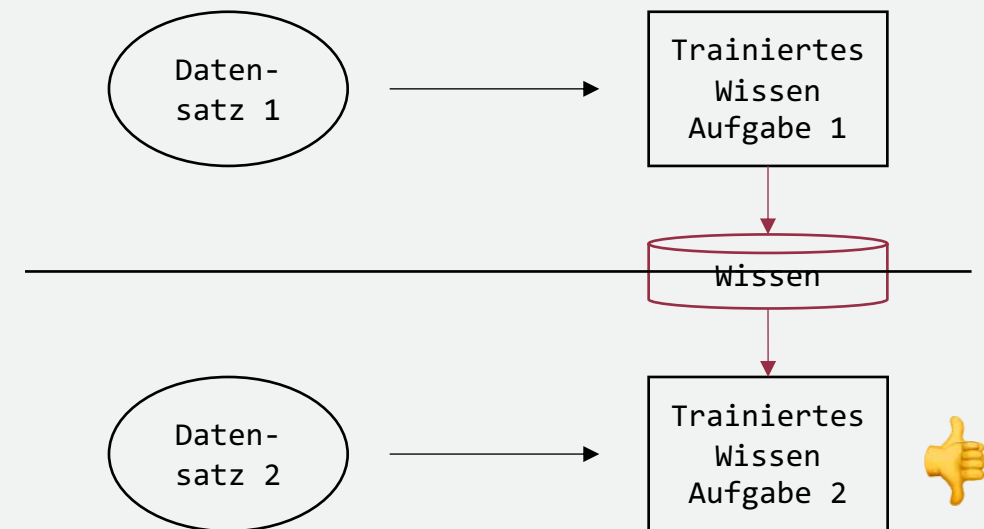 Daten-
satz 1
Trainiertes
Wissen
Aufgabe 1
Wissen
Daten-
satz 2
Trainiertes
Wissen
Aufgabe 2